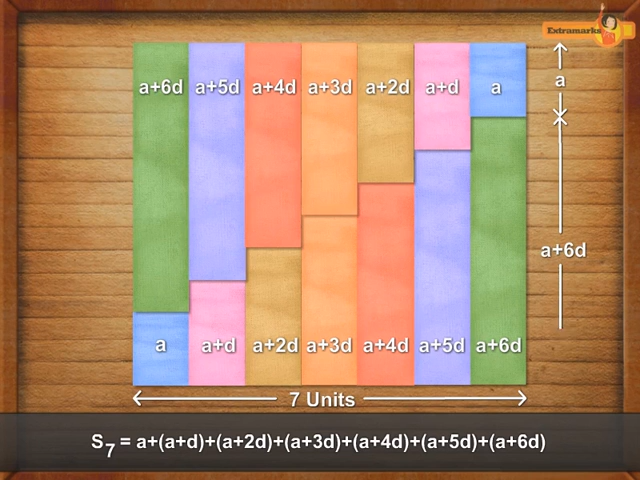 Extramarks
a+6d a+5d a+4d a+3d a+2d a+d a
a
a+6d
a a+d a+2d a+3d a+4d a+5d a+6d
7 Units
S7 = a+(a+d)+(a+2d)+(a+3d)+(a+4d)+(a+5d)+(a+6d)